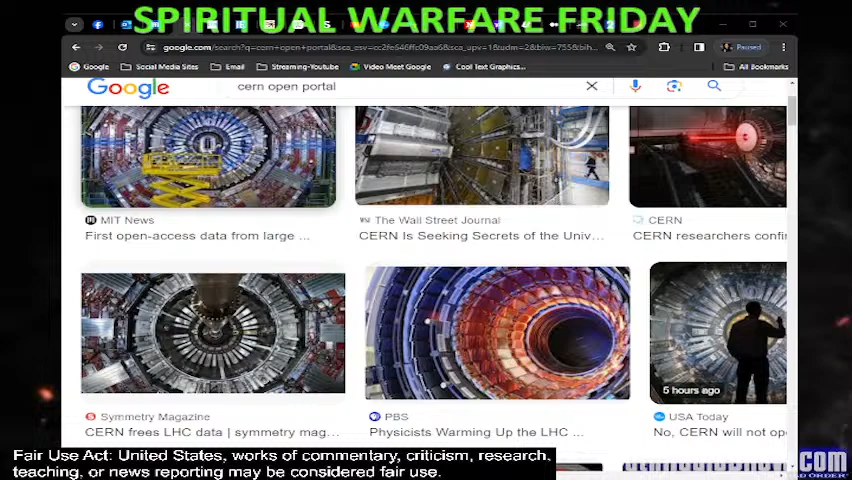 SPIRITUAL WARFARE FRIDAY
Paused
Google
Social Media Sites
Email
Streaming-Youtube
Video Meet Google
Cool Text Graphics...
All Bookmarks
Google
cern open portal
MIT News
First open-access data from large ...
The Wall Street Journal
CERN Is Seeking Secrets of the Univ...
CERN
CERN researchers confi
5 hours ago
Symmetry Magazine
CERN frees LHC data | symmetry mag...
PBS
Physicists Warming Up the LHC ...
USA Today
No, CERN will not op
Fair Use Act: United States, works of commentary, criticism, research,
teaching, or news reporting may be considered fair use.